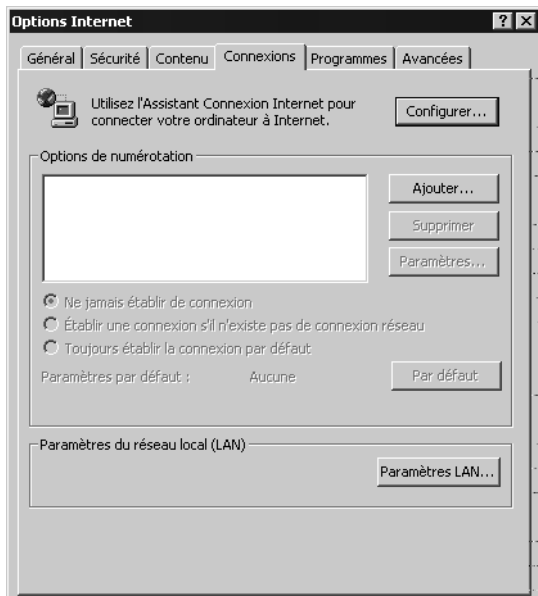 Options Internet
Général Sécurité Contenu Connexions Programmes Avancées
Utilisez l'Assistant Connexion Internet pour
connecter votre ordinateur à Internet.
Configurer...
Options de numérotation
Ajouter...
Supprimer
Paramètres...
Ne jamais établir de connexion
Établir une connexion s'il n'existe pas de connexion réseau
Toujours établir la connexion par défaut
Paramètres par défaut : Aucune Par défaut
Paramètres du réseau local (LAN)
Paramètres LAN...